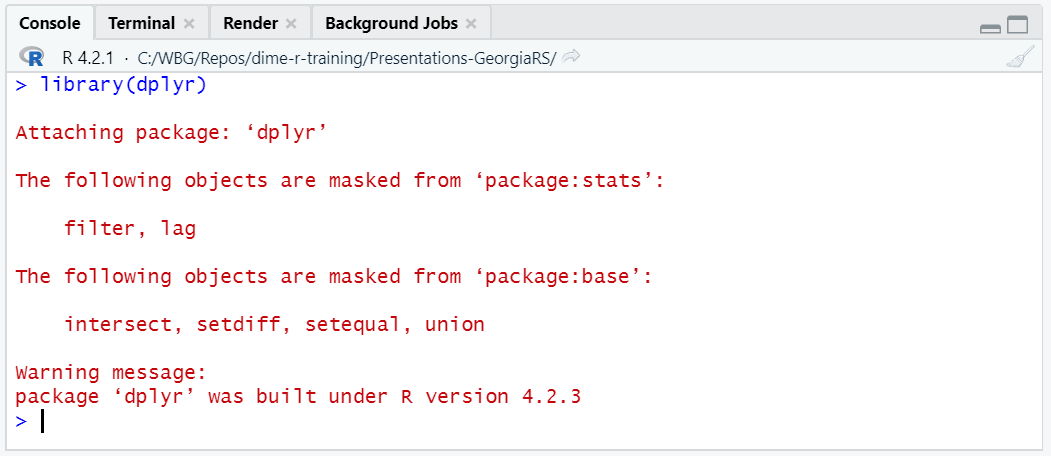 Console Terminal Render Background Jobs
R R 4.2.1 · C:/WBG/Repos/dime-r-training/Presentations-GeorgiaRS/
> library(dplyr)
Attaching package: ‘dplyr’
The following objects are masked from ‘package:stats’:
filter, lag
The following objects are masked from ‘package:base’:
intersect, setdiff, setequal, union
Warning message:
package ‘dplyr’ was built under R version 4.2.3
>